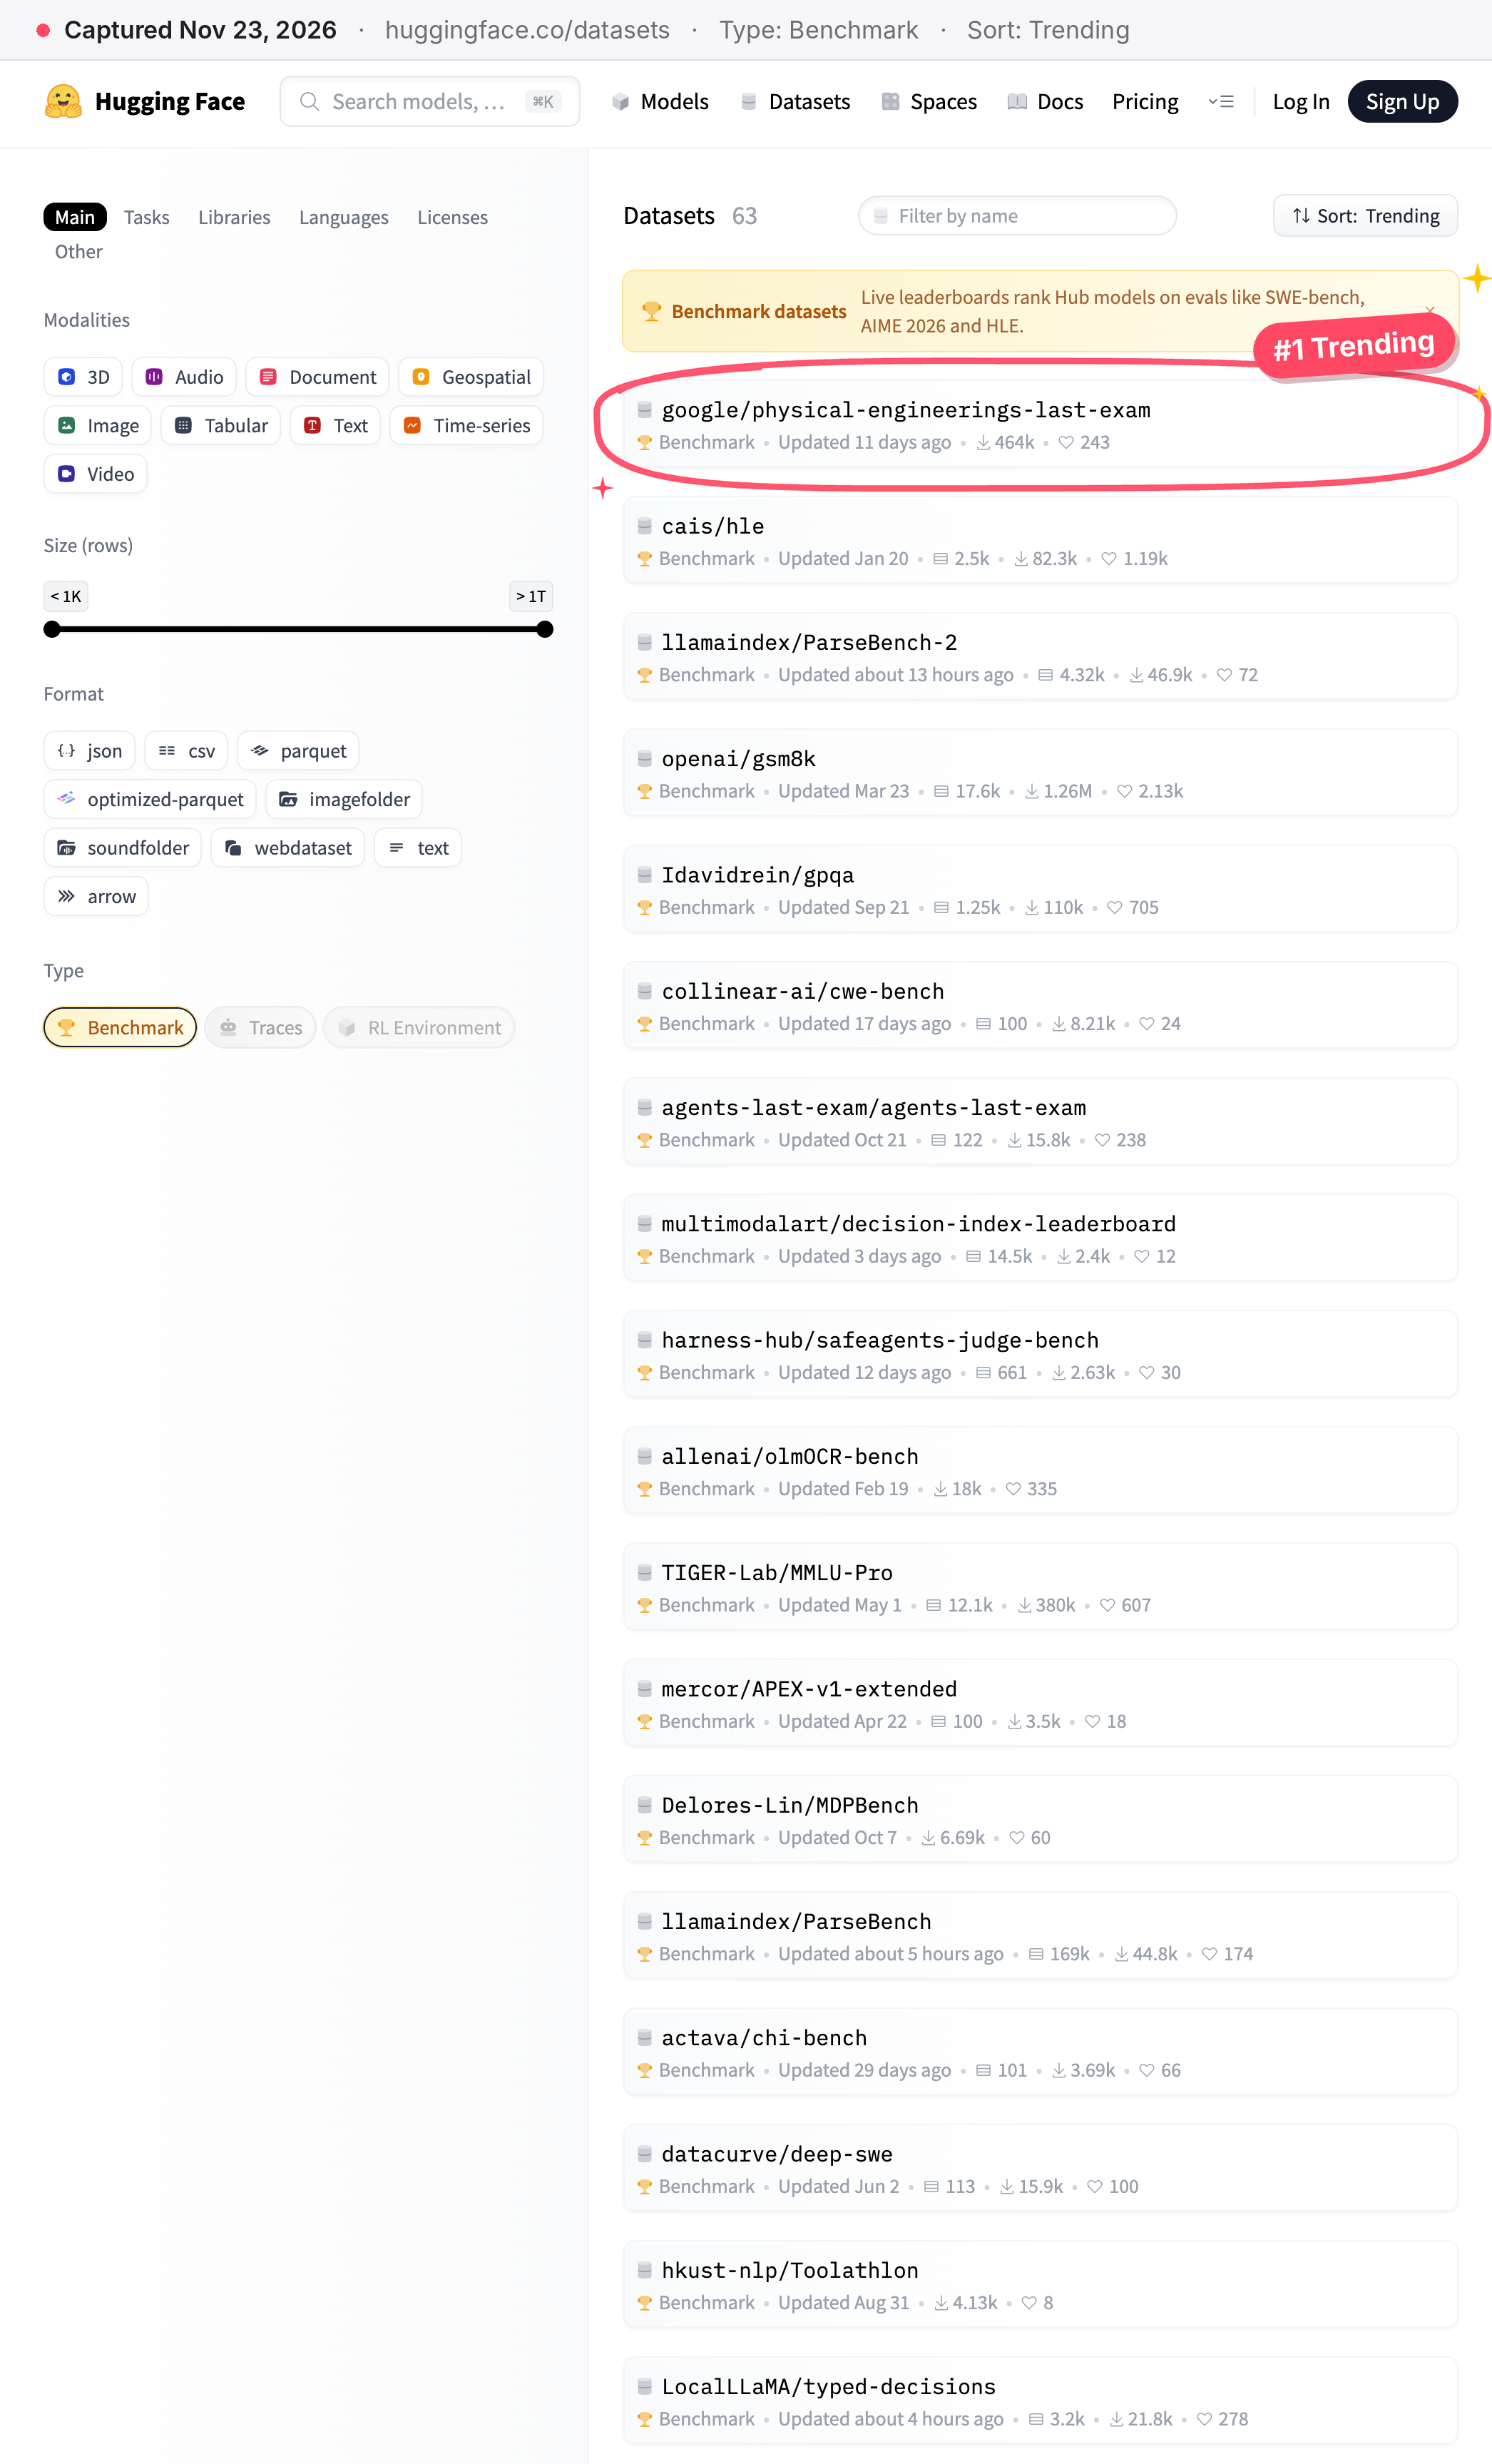 Captured Nov 23, 2026 · huggingface.co/datasets · Type: Benchmark · Sort: Trending
Hugging Face Search models, ... ⌘K Models Datasets Spaces Docs Pricing Log In Sign Up
Main Tasks Libraries Languages Licenses
Other
Modalities
3D Audio Document Geospatial
Image Tabular Text Time-series
Video
Size (rows)
< 1K > 1T
Format
json csv parquet
optimized-parquet imagefolder
soundfolder webdataset text
arrow
Type
Benchmark Traces RL Environment
Datasets 63 Filter by name Sort: Trending
Benchmark datasets Live leaderboards rank Hub models on evals like SWE-bench,
AIME 2026 and HLE.
#1 Trending
google/physical-engineerings-last-exam
Benchmark • Updated 11 days ago • 464k • 243
cais/hle
Benchmark • Updated Jan 20 • 2.5k • 82.3k • 1.19k
llamaindex/ParseBench-2
Benchmark • Updated about 13 hours ago • 4.32k • 46.9k • 72
openai/gsm8k
Benchmark • Updated Mar 23 • 17.6k • 1.26M • 2.13k
Idavidrein/gpqa
Benchmark • Updated Sep 21 • 1.25k • 110k • 705
collinear-ai/cwe-bench
Benchmark • Updated 17 days ago • 100 • 8.21k • 24
agents-last-exam/agents-last-exam
Benchmark • Updated Oct 21 • 122 • 15.8k • 238
multimodalart/decision-index-leaderboard
Benchmark • Updated 3 days ago • 14.5k • 2.4k • 12
harness-hub/safeagents-judge-bench
Benchmark • Updated 12 days ago • 661 • 2.63k • 30
allenai/olmOCR-bench
Benchmark • Updated Feb 19 • 18k • 335
TIGER-Lab/MMLU-Pro
Benchmark • Updated May 1 • 12.1k • 380k • 607
mercor/APEX-v1-extended
Benchmark • Updated Apr 22 • 100 • 3.5k • 18
Delores-Lin/MDPBench
Benchmark • Updated Oct 7 • 6.69k • 60
llamaindex/ParseBench
Benchmark • Updated about 5 hours ago • 169k • 44.8k • 174
actava/chi-bench
Benchmark • Updated 29 days ago • 101 • 3.69k • 66
datacurve/deep-swe
Benchmark • Updated Jun 2 • 113 • 15.9k • 100
hkust-nlp/Toolathlon
Benchmark • Updated Aug 31 • 4.13k • 8
LocalLLaMA/typed-decisions
Benchmark • Updated about 4 hours ago • 3.2k • 21.8k • 278